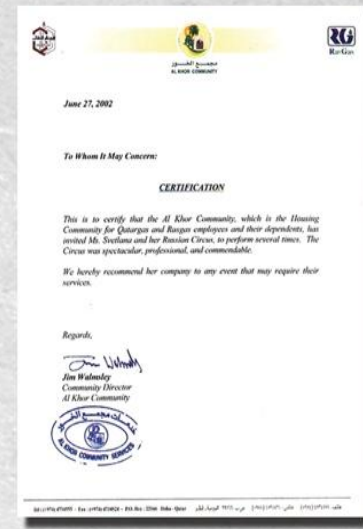 RG
RasGas
مجمع الخور
AL KHOR COMMUNITY
June 27, 2002
To Whom It May Concern:
CERTIFICATION
This is to certify that the Al Khor Community, which is the Housing
Community for Qatargas and Rasgas employees and their dependents, has
invited Ms. Svetlana and her Russian Circus, to perform several times. The
Circus was spectacular, professional, and commendable.
We hereby recommend her company to any event that may require their
services.
Regards,
Jim Walmsley
Jim Walmsley
Community Director
Al Khor Community
AL KHOR COMMUNITY SERVICES